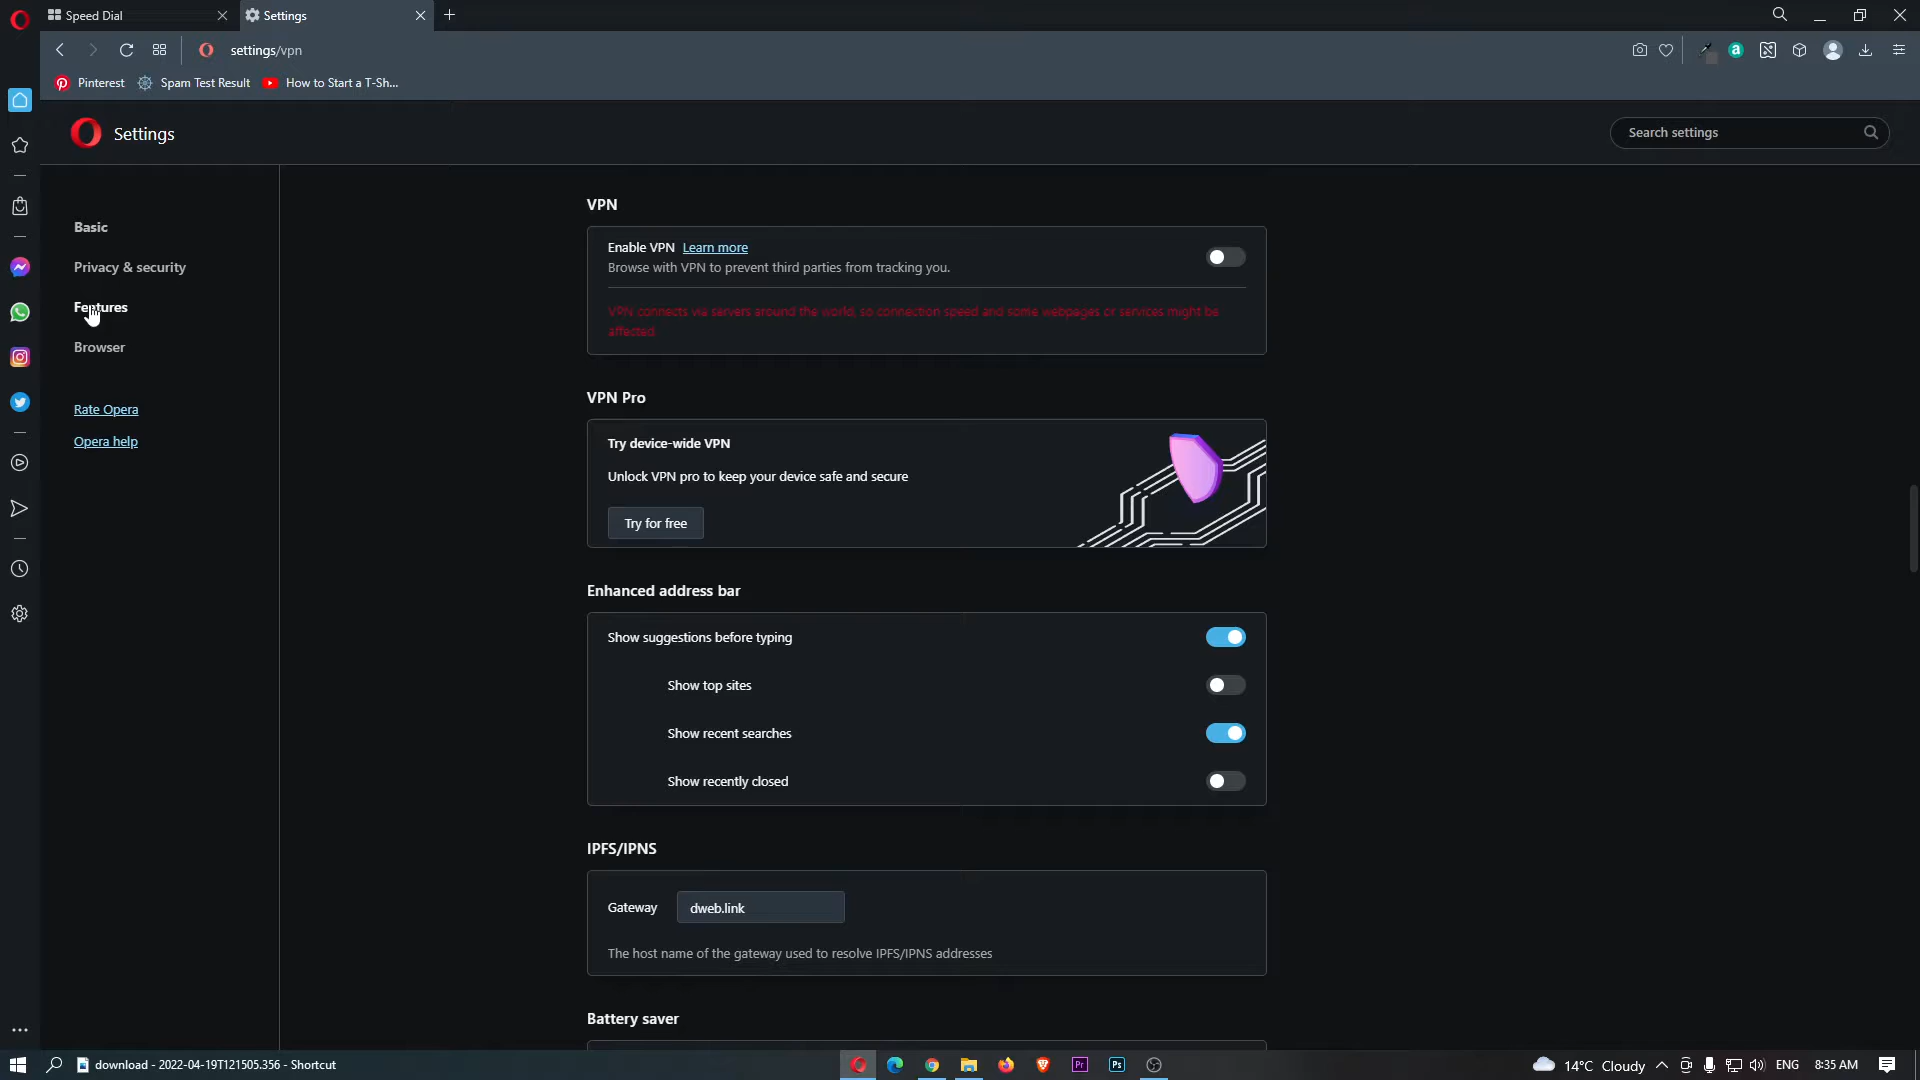 Speed Dial
Settings
settings/vpn
Pinterest
Spam Test Result
How to Start a T-Sh...
Settings
Search settings
Basic
Privacy & security
Features
Browser
Rate Opera
Opera help
VPN
Enable VPN Learn more
Browse with VPN to prevent third parties from tracking you.
VPN connects via servers around the world, so connection speed and some webpages or services might be
affected.
VPN Pro
Try device-wide VPN
Unlock VPN pro to keep your device safe and secure
Try for free
Enhanced address bar
Show suggestions before typing
Show top sites
Show recent searches
Show recently closed
IPFS/IPNS
Gateway dweb.link
The host name of the gateway used to resolve IPFS/IPNS addresses
Battery saver
download - 2022-04-19T121505.356 - Shortcut
Pr
Ps
14°C Cloudy
ENG
8:35 AM